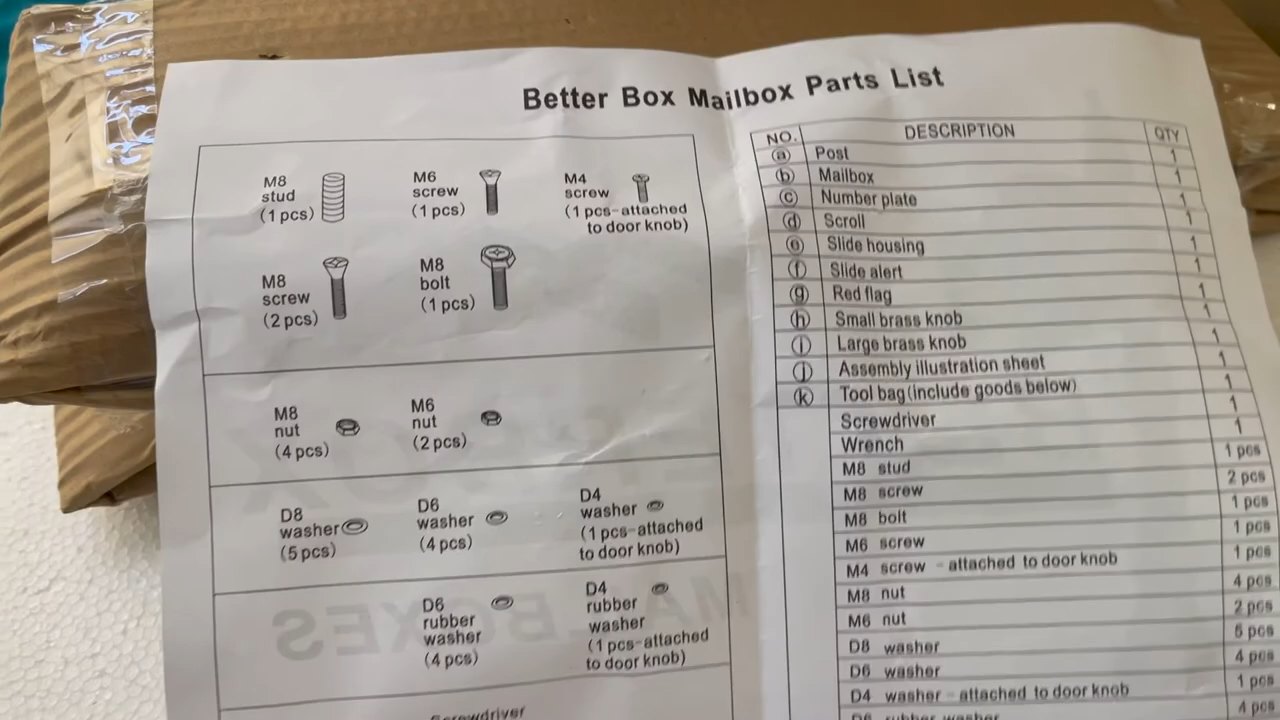 Better Box Mailbox Parts List
M8
stud
(1 pcs)
M6
screw
(1 pcs)
M4
screw
(1 pcs-attached
to door knob)
M8
screw
(2 pcs)
M8
bolt
(1 pcs)
M8
nut
(4 pcs)
M6
nut
(2 pcs)
D8
washer
(5 pcs)
D6
washer
(4 pcs)
D4
washer
(1 pcs-attached
to door knob)
D6
rubber
washer
(4 pcs)
D4
rubber
washer
(1 pcs-attached
to door knob)
Screwdriver
NO. DESCRIPTION QTY
a Post 1
b Mailbox 1
c Number plate 1
d Scroll 1
e Slide housing 1
f Slide alert 1
g Red flag 1
h Small brass knob 1
i Large brass knob 1
j Assembly illustration sheet 1
k Tool bag(include goods below) 1
Screwdriver 1
Wrench 1
M8 stud 1 pcs
M8 screw 2 pcs
M8 bolt 1 pcs
M6 screw 1 pcs
M4 screw - attached to door knob 1 pcs
M8 nut 4 pcs
M6 nut 2 pcs
D8 washer 5 pcs
D6 washer 4 pcs
D4 washer - attached to door knob 1 pcs
D6 rubber washer 4 pcs